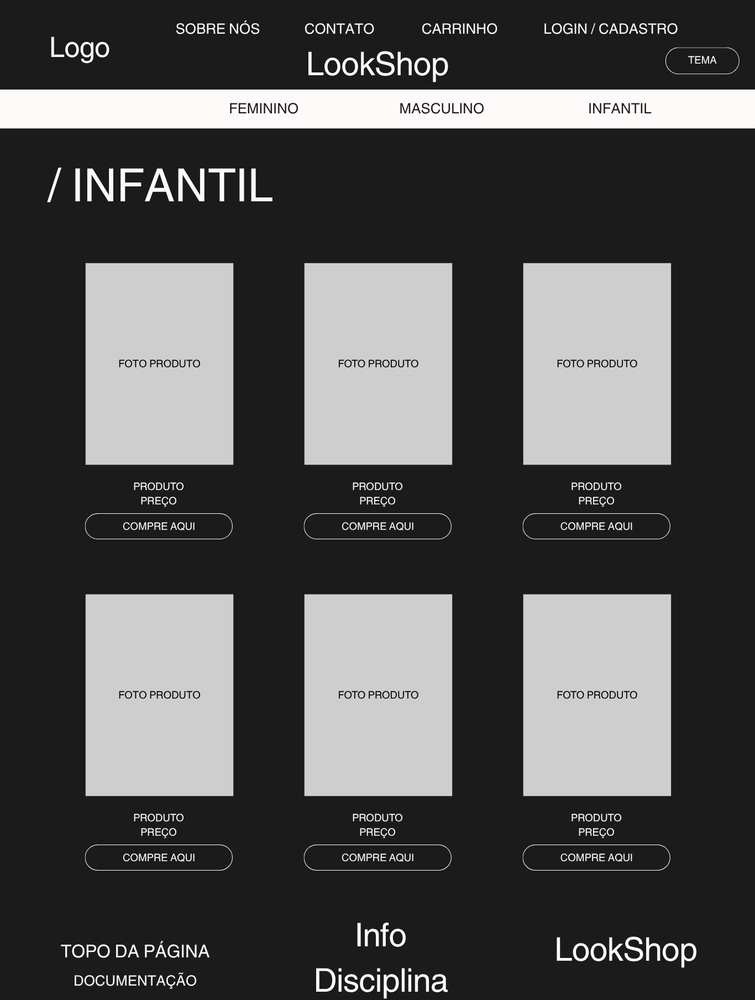 SOBRE NÓS CONTATO CARRINHO LOGIN / CADASTRO
Logo
LookShop
TEMA
FEMININO MASCULINO INFANTIL
/ INFANTIL
FOTO PRODUTO FOTO PRODUTO FOTO PRODUTO
PRODUTO PRODUTO PRODUTO
PREÇO PREÇO PREÇO
COMPRE AQUI COMPRE AQUI COMPRE AQUI
FOTO PRODUTO FOTO PRODUTO FOTO PRODUTO
PRODUTO PRODUTO PRODUTO
PREÇO PREÇO PREÇO
COMPRE AQUI COMPRE AQUI COMPRE AQUI
TOPO DA PÁGINA
DOCUMENTAÇÃO
Info
Disciplina
LookShop